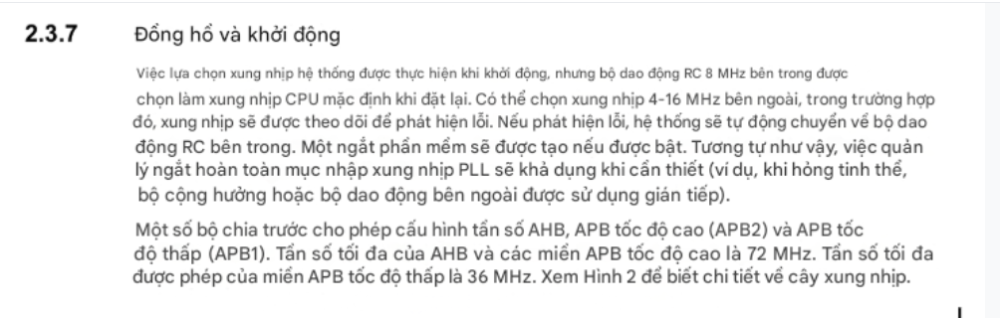 2.3.7 Đồng hồ và khởi động
Việc lựa chọn xung nhịp hệ thống được thực hiện khi khởi động, nhưng bộ dao động RC 8 MHz bên trong được
chọn làm xung nhịp CPU mặc định khi đặt lại. Có thể chọn xung nhịp 4-16 MHz bên ngoài, trong trường hợp
đó, xung nhịp sẽ được theo dõi để phát hiện lỗi. Nếu phát hiện lỗi, hệ thống sẽ tự động chuyển về bộ dao
động RC bên trong. Một ngắt phần mềm sẽ được tạo nếu được bật. Tương tự như vậy, việc quản
lý ngắt hoàn toàn mục nhập xung nhịp PLL sẽ khả dụng khi cần thiết (ví dụ, khi hỏng tinh thể,
bộ cộng hưởng hoặc bộ dao động bên ngoài được sử dụng gián tiếp).
Một số bộ chia trước cho phép cấu hình tần số AHB, APB tốc độ cao (APB2) và APB tốc
độ thấp (APB1). Tần số tối đa của AHB và các miền APB tốc độ cao là 72 MHz. Tần số tối đa
được phép của miền APB tốc độ thấp là 36 MHz. Xem Hình 2 để biết chi tiết về cây xung nhịp.